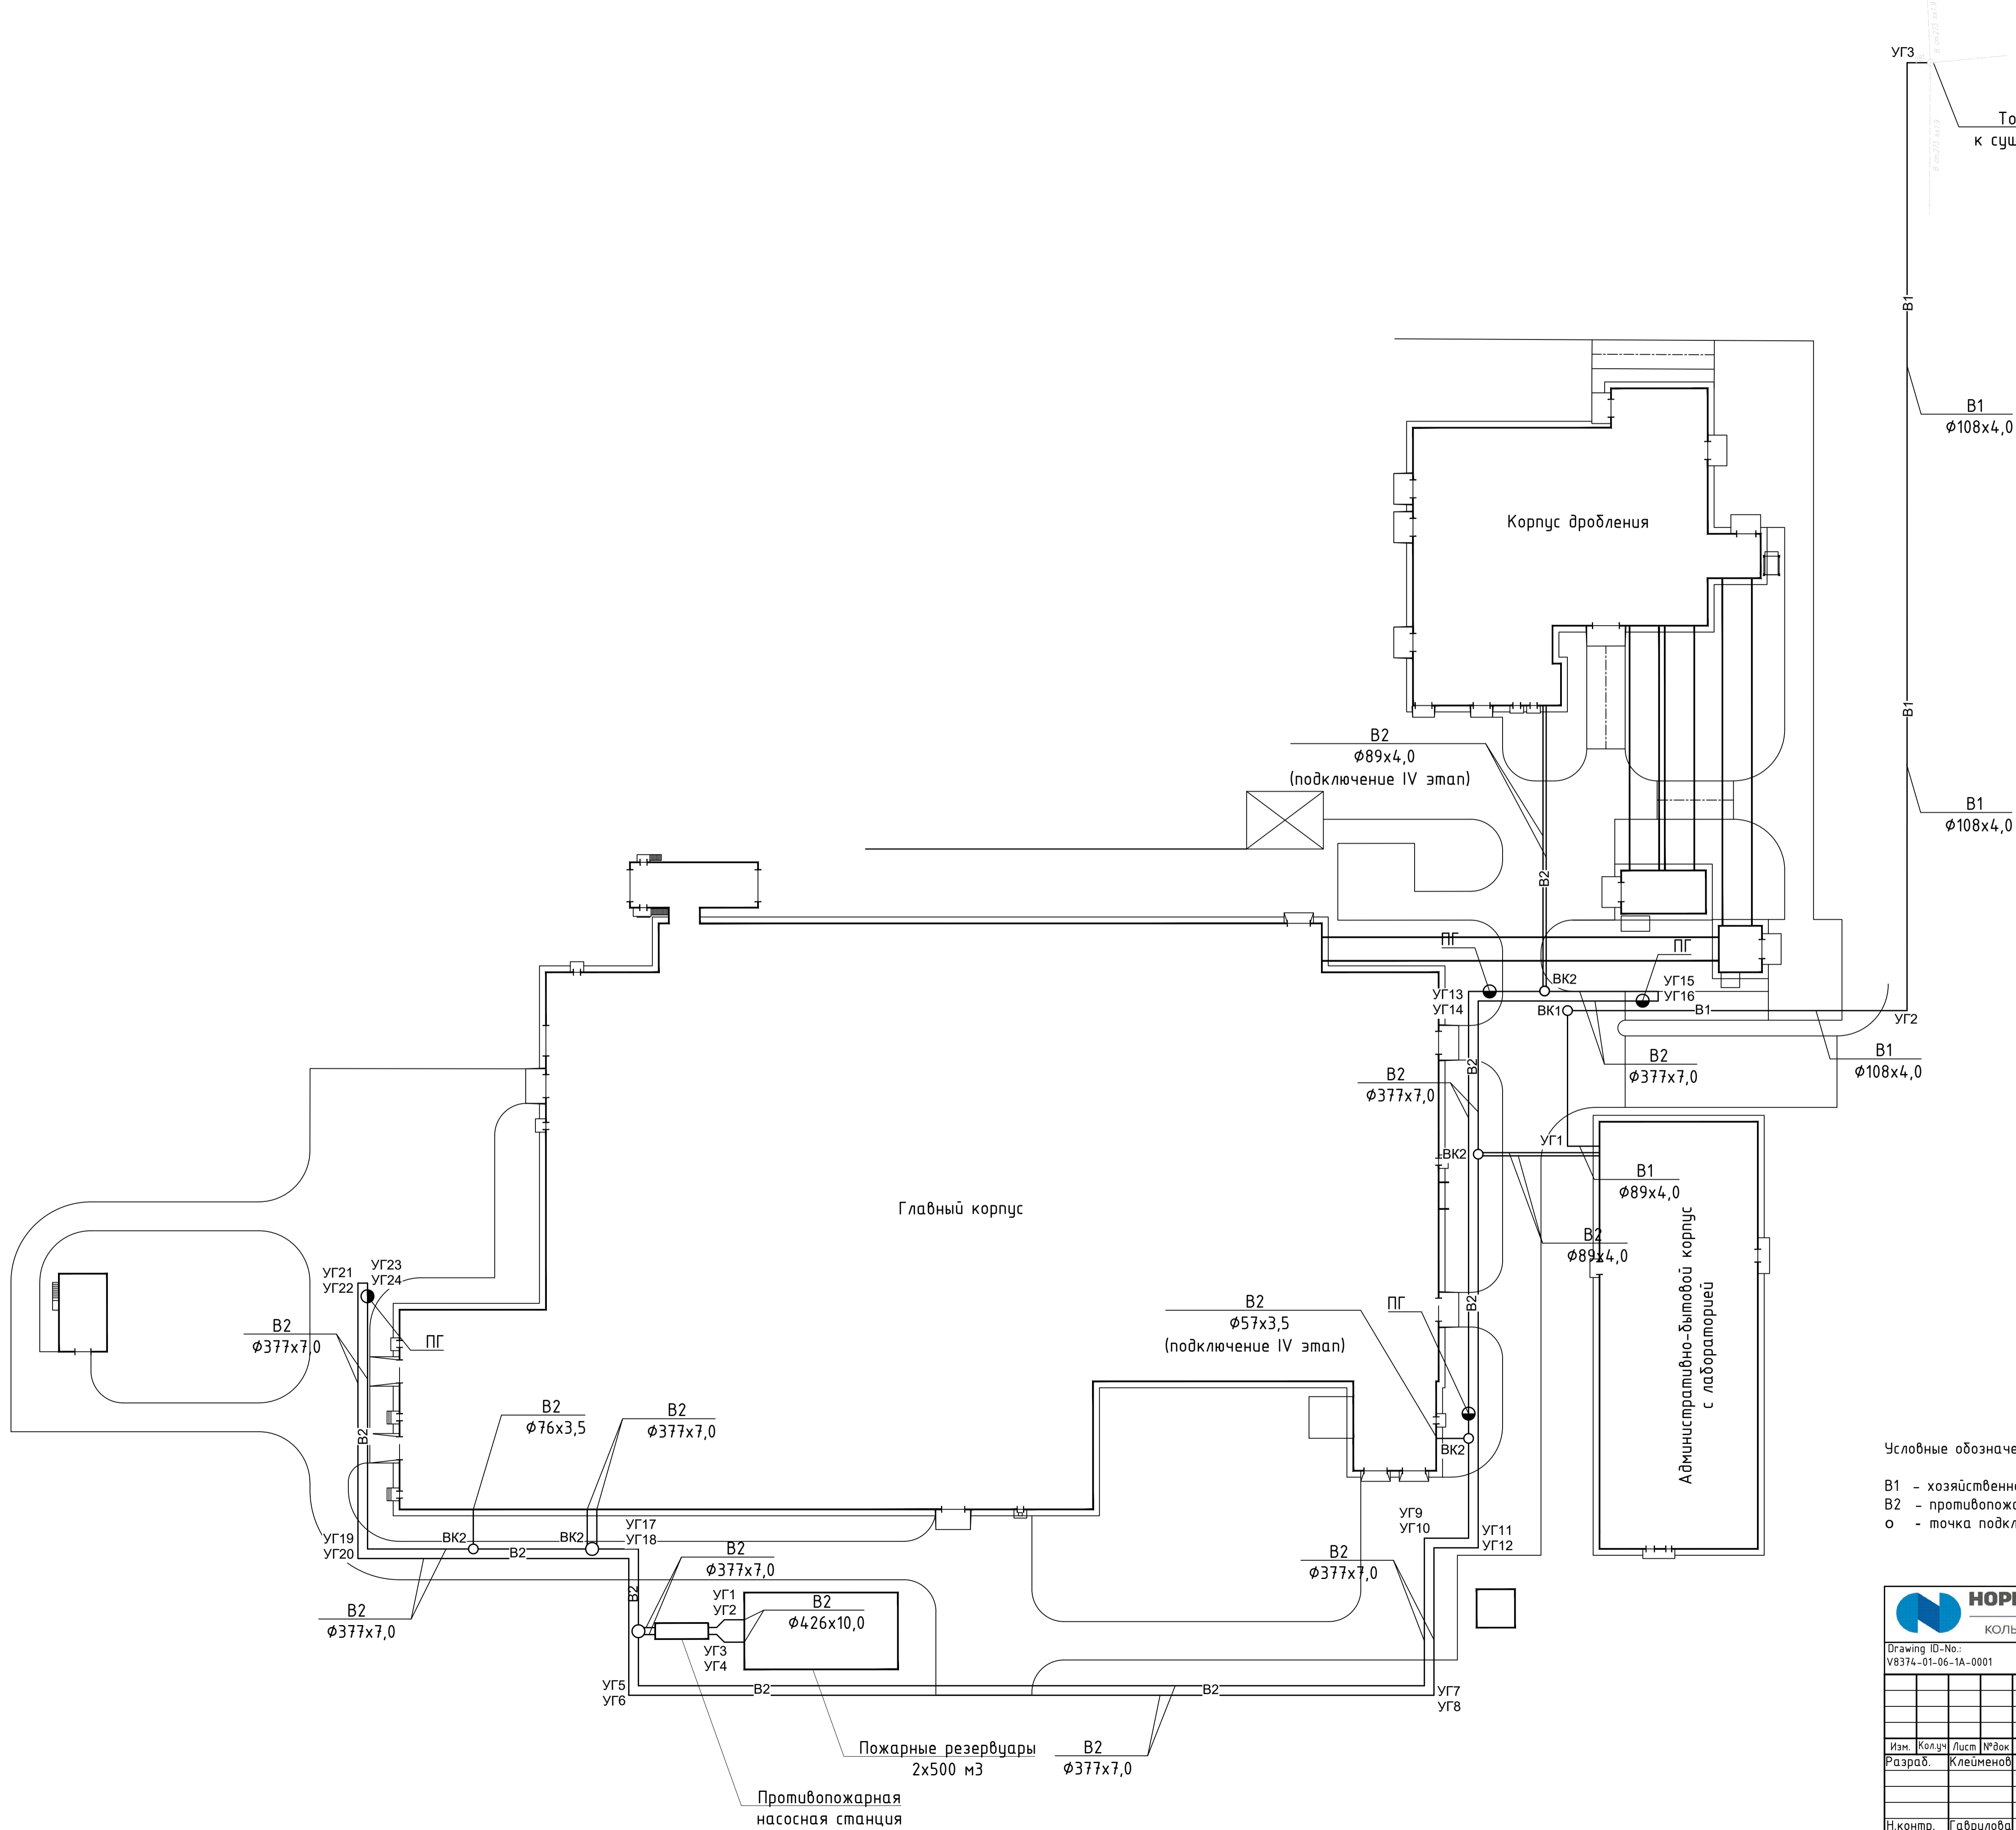 УГ3
То
к сущ
В1
В1
Ф108х4,0
Корпус дробления
В1
В2
Ф89х4,0
(подключение IV этап)
В1
Ф108х4,0
В2
ПГ
ПГ
ВК2
УГ15
УГ16
УГ13
УГ14
ВК1
В1
УГ2
В2
Ф377х7,0
В1
Ф108х4,0
В2
В2
Ф377х7,0
УГ1
ВК2
В1
Ф89х4,0
Главный корпус
В2
Ф89х4,0
Административно-бытовой корпус
с лабораторией
УГ21
УГ22
УГ23
УГ24
В2
Ф377х7,0
ПГ
В2
Ф57х3,5
(подключение IV этап)
ПГ
В2
В2
Ф76х3,5
В2
Ф377х7,0
В2
ВК2
Условные обозначе
В1 – хозяйственн
В2 – противопожа
о - точка подкл
УГ19
УГ20
ВК2
В2
ВК2
УГ17
УГ18
УГ9
УГ10
УГ11
УГ12
В2
Ф377х7,0
В2
Ф377х7,0
В2
УГ1
УГ2
В2
Ф426х10,0
В2
Ф377х7,0
УГ3
УГ4
УГ5
УГ6
В2
В2
УГ7
УГ8
Пожарные резервуары
2х500 м3
В2
Ф377х7,0
Противопожарная
насосная станция
НОР
КОЛЬ
Drawing ID-No.:
V8374-01-06-1A-0001
Изм. Кол.уч Лист №док
Разраб. Клейменов
Н.контр. Гаврилова